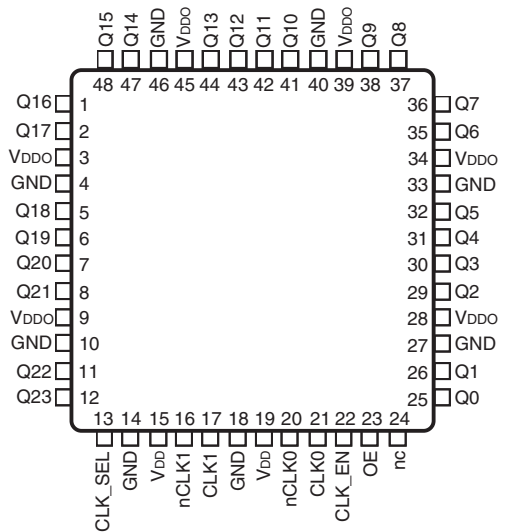 Q15 Q14 GND VDDO Q13 Q12 Q11 Q10 GND VDDO Q9 Q8
48 47 46 45 44 43 42 41 40 39 38 37
Q16 1 36 Q7
Q17 2 35 Q6
VDDO 3 34 VDDO
GND 4 33 GND
Q18 5 32 Q5
Q19 6 31 Q4
Q20 7 30 Q3
Q21 8 29 Q2
VDDO 9 28 VDDO
GND 10 27 GND
Q22 11 26 Q1
Q23 12 25 Q0
13 14 15 16 17 18 19 20 21 22 23 24
CLK_SEL GND VDD nCLK1 CLK1 GND VDD nCLK0 CLK0 CLK_EN OE nc